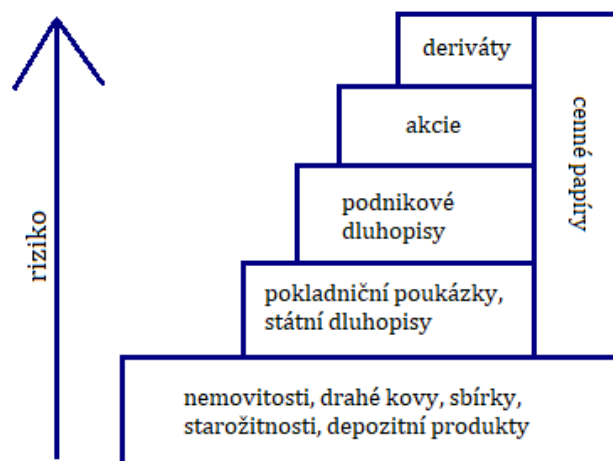 deriváty
akcie
podnikové
dluhopisy
pokladniční poukázky,
státní dluhopisy
nemovitosti, drahé kovy, sbírky,
starožitnosti, depozitní produkty
cenné papíry
riziko